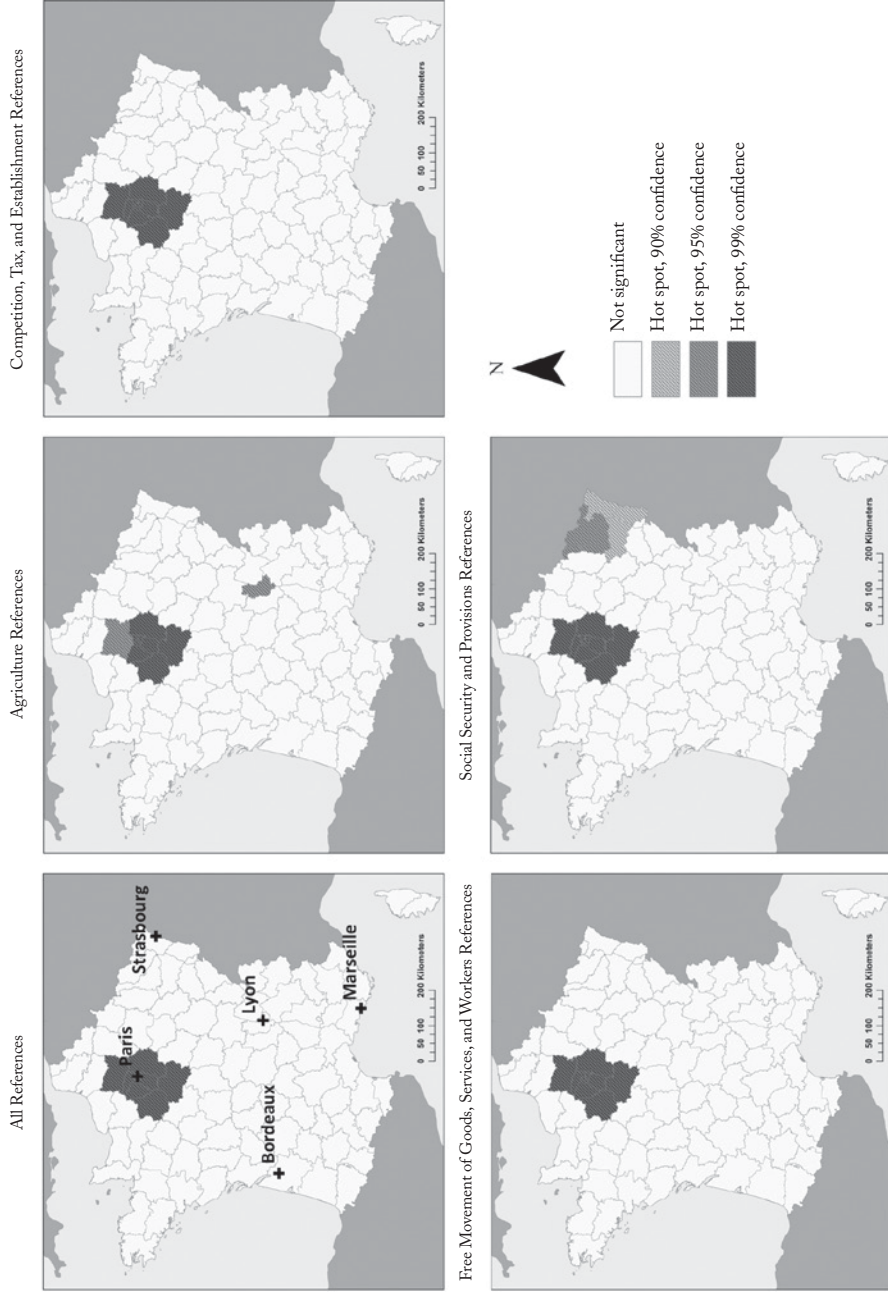 All References
Paris
Strasbourg
Lyon
Bordeaux
Marseille
0 50 100 200 Kilometers
Agriculture References
0 50 100 200 Kilometers
Competition, Tax, and Establishment References
0 50 100 200 Kilometers
Free Movement of Goods, Services, and Workers References
0 50 100 200 Kilometers
Social Security and Provisions References
0 50 100 200 Kilometers
N
Not significant
Hot spot, 90% confidence
Hot spot, 95% confidence
Hot spot, 99% confidence